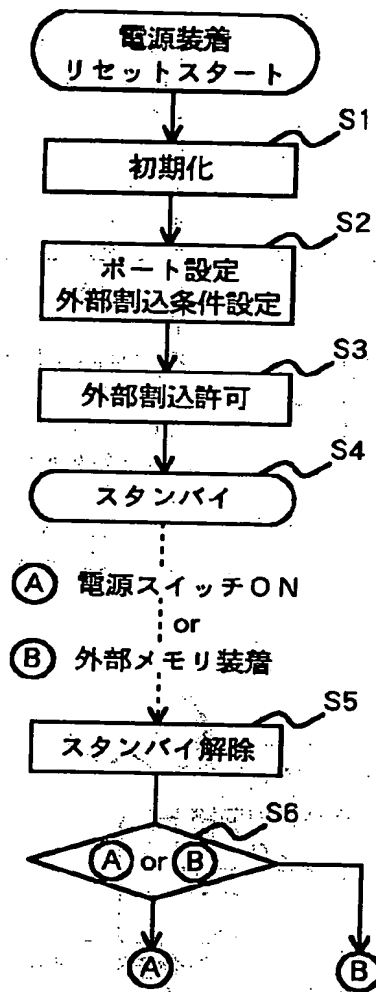 電源装着
リセットスタート
S1
初期化
S2
ポート設定
外部割込条件設定
S3
外部割込許可
S4
スタンバイ
Ⓐ 電源スイッチON
or
Ⓑ 外部メモリ装着
S5
スタンバイ解除
S6
Ⓐ or Ⓑ
Ⓐ
Ⓑ